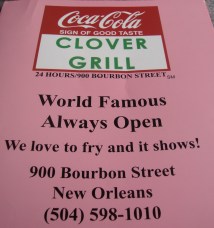 Coca-Cola
SIGN OF GOOD TASTE
CLOVER
GRILL
24 HOURS/900 BOURBON STREET
World Famous
Always Open
We love to fry and it shows!
900 Bourbon Street
New Orleans
(504) 598-1010